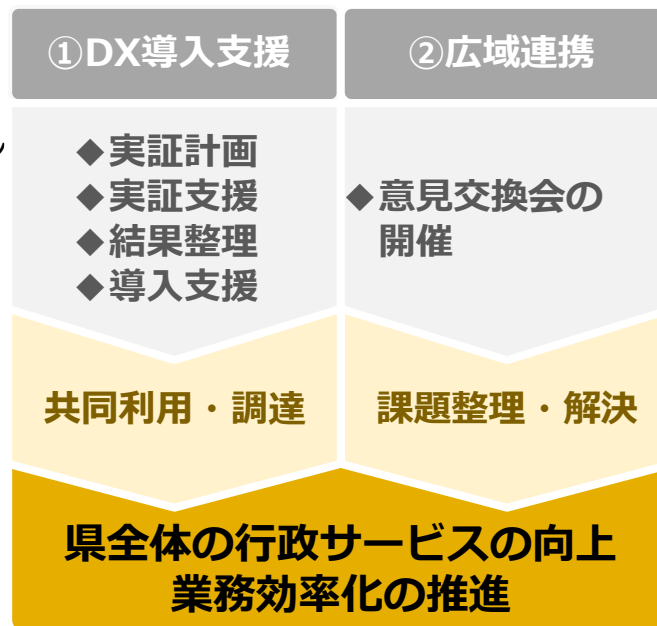 ①DX導入支援
◆実証計画
◆実証支援
◆結果整理
◆導入支援
共同利用・調達
②広域連携
◆意見交換会の
開催
課題整理・解決
県全体の行政サービスの向上
業務効率化の推進